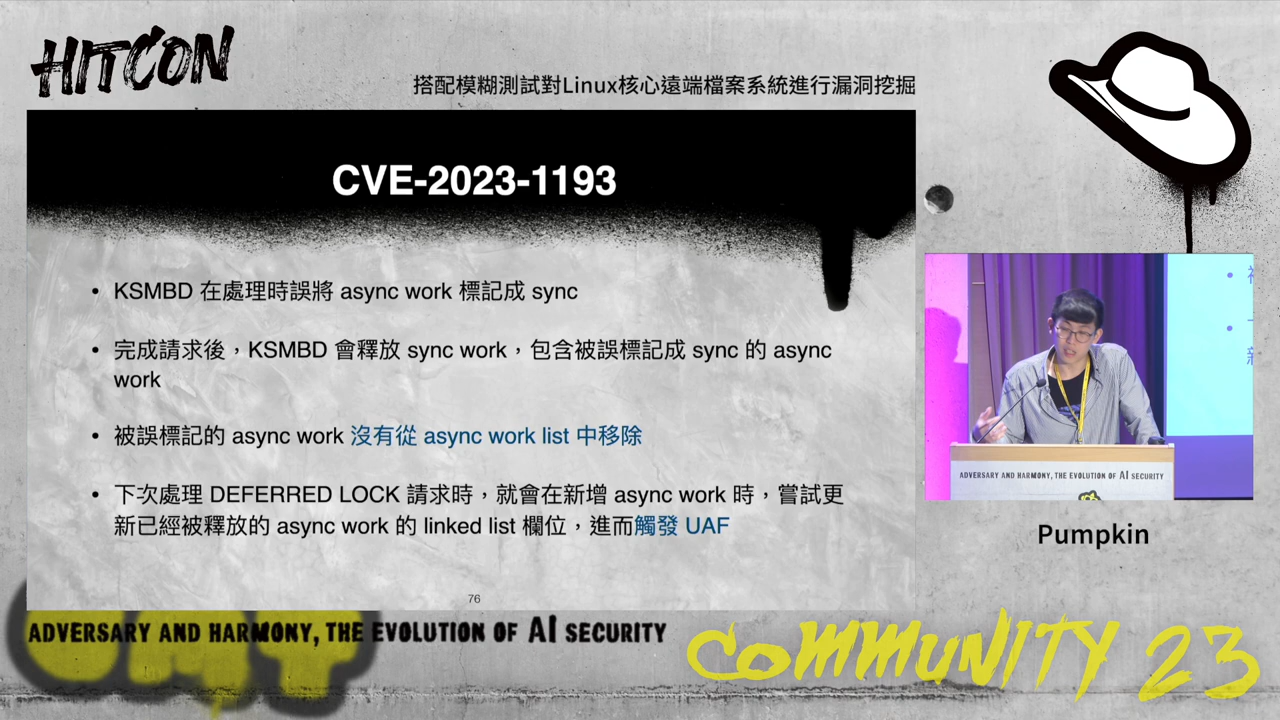 HITCON
搭配模糊測試對Linux核心遠端檔案系統進行漏洞挖掘
CVE-2023-1193
• KSMBD 在處理時誤將 async work 標記成 sync
• 完成請求後，KSMBD 會釋放 sync work，包含被誤標記成 sync 的 async
work
• 被誤標記的 async work 沒有從 async work list 中移除
• 下次處理 DEFERRED LOCK 請求時，就會在新增 async work 時，嘗試更
新已經被釋放的 async work 的 linked list 欄位，進而觸發 UAF
76
ADVERSARY AND HARMONY, THE EVOLUTION OF AI SECURITY
Pumpkin
ADVERSARY AND HARMONY, THE EVOLUTION OF AI SECURITY
COMMUNITY 23